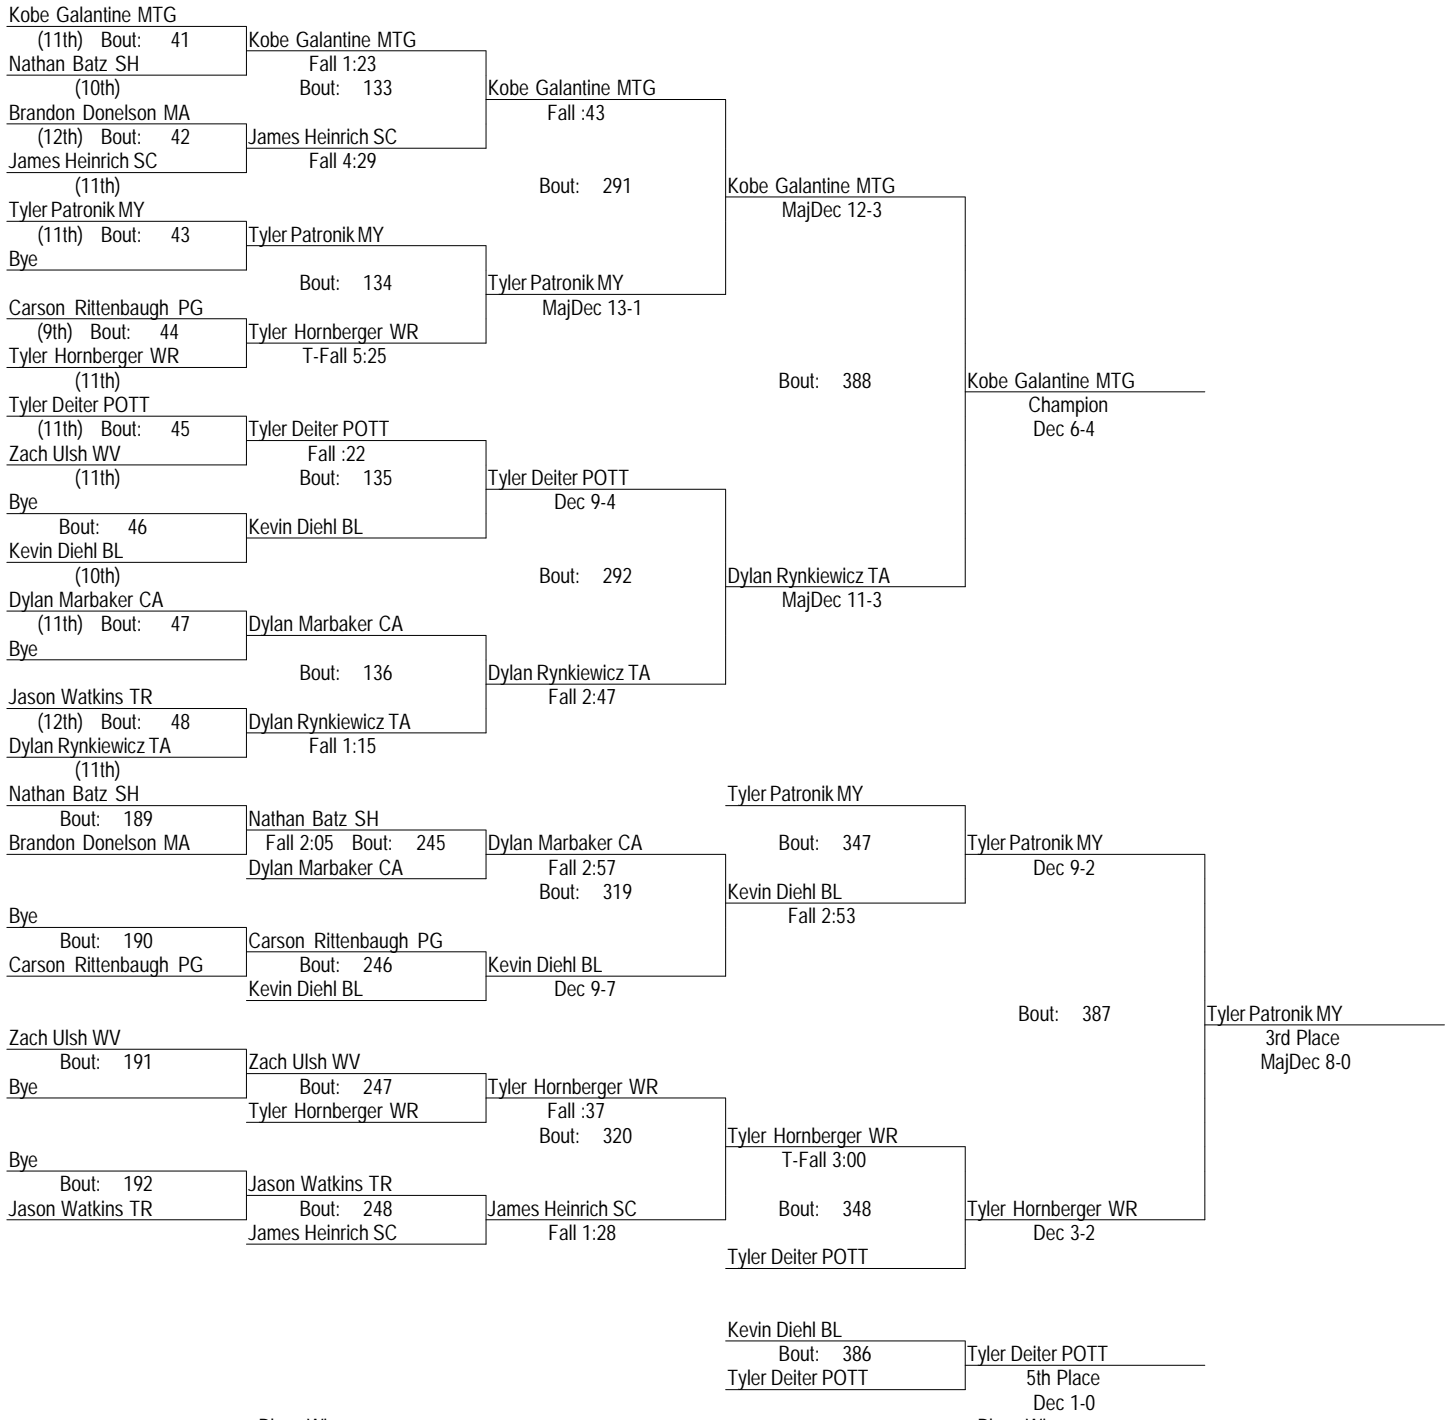 Kobe Galantine MTG
(11th) Bout: 41
Nathan Batz SH
(10th)
Brandon Donelson MA
(12th) Bout: 42
James Heinrich SC
(11th)
Tyler Patronik MY
(11th) Bout: 43
Bye
Carson Rittenbaugh PG
(9th) Bout: 44
Tyler Hornberger WR
(11th)
Tyler Deiter POTT
(11th) Bout: 45
Zach Ulsh WV
(11th)
Bye
Bout: 46
Kevin Diehl BL
(10th)
Dylan Marbaker CA
(11th) Bout: 47
Bye
Jason Watkins TR
(12th) Bout: 48
Dylan Rynkiewicz TA
(11th)
Kobe Galantine MTG
Fall 1:23
Bout: 133
James Heinrich SC
Fall 4:29
Tyler Patronik MY
Bout: 134
Tyler Hornberger WR
T-Fall 5:25
Tyler Deiter POTT
Fall :22
Bout: 135
Kevin Diehl BL
Dylan Marbaker CA
Bout: 136
Dylan Rynkiewicz TA
Fall 1:15
Kobe Galantine MTG
Fall :43
Bout: 291
Tyler Patronik MY
MajDec 13-1
Tyler Deiter POTT
Dec 9-4
Bout: 292
Dylan Rynkiewicz TA
Fall 2:47
Kobe Galantine MTG
MajDec 12-3
Bout: 388
Dylan Rynkiewicz TA
MajDec 11-3
Kobe Galantine MTG
Champion
Dec 6-4
Nathan Batz SH
Bout: 189
Brandon Donelson MA
Bye
Bout: 190
Carson Rittenbaugh PG
Zach Ulsh WV
Bout: 191
Bye
Bye
Bout: 192
Jason Watkins TR
Nathan Batz SH
Fall 2:05 Bout: 245
Dylan Marbaker CA
Carson Rittenbaugh PG
Bout: 246
Kevin Diehl BL
Zach Ulsh WV
Bout: 247
Tyler Hornberger WR
Jason Watkins TR
Bout: 248
James Heinrich SC
Dylan Marbaker CA
Fall 2:57
Bout: 319
Kevin Diehl BL
Dec 9-7
Tyler Hornberger WR
Fall :37
Bout: 320
James Heinrich SC
Fall 1:28
Tyler Patronik MY
Bout: 347
Kevin Diehl BL
Fall 2:53
Tyler Hornberger WR
T-Fall 3:00
Bout: 348
Tyler Deiter POTT
Tyler Patronik MY
Dec 9-2
Bout: 387
Tyler Hornberger WR
Dec 3-2
Tyler Patronik MY
3rd Place
MajDec 8-0
Kevin Diehl BL
Bout: 386
Tyler Deiter POTT
Tyler Deiter POTT
5th Place
Dec 1-0